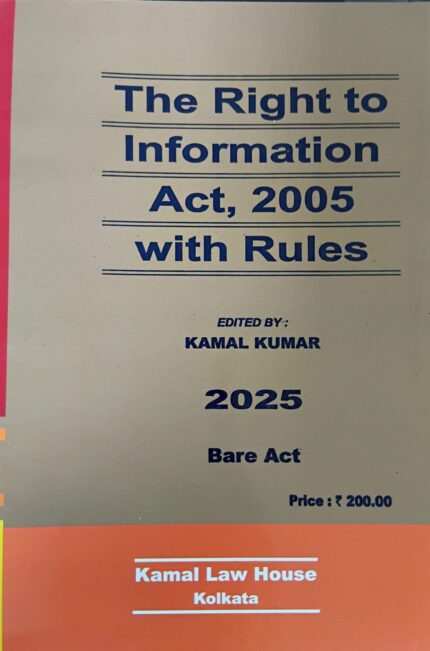 The Right to
Information
Act, 2005
with Rules
EDITED BY :
KAMAL KUMAR
2025
Bare Act
Price : ₹ 200.00
Kamal Law House
Kolkata